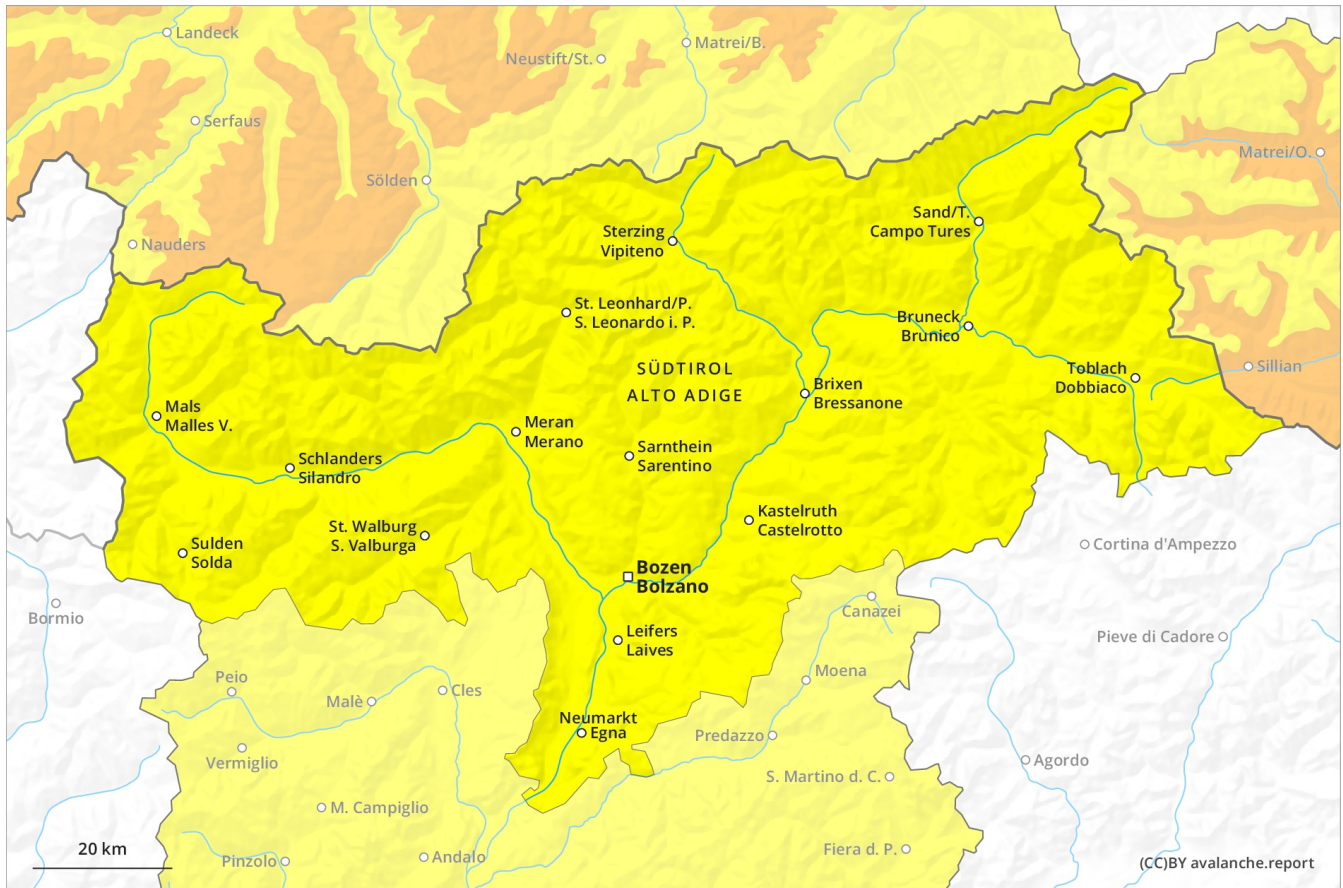 Landeck
Matrei/B.
Neustift/St.
Serfaus
Matrei/O.
Sölden
Sand/T.
Campo Tures
Nauders
Sterzing
Vipiteno
St. Leonhard/P.
S. Leonardo i. P.
Bruneck
Brunico
SÜDTIROL
ALTO ADIGE
Toblach
Dobbiaco
Sillian
Brixen
Bressanone
Mals
Malles V.
Meran
Merano
Sarnthein
Sarentino
Schlanders
Silandro
Kastelruth
Castelrotto
St. Walburg
S. Valburga
Sulden
Solda
Cortina d'Ampezzo
Bozen
Bolzano
Bormio
Canazei
Leifers
Laives
Pieve di Cadore
Peio
Moena
Malè
Cles
Neumarkt
Egna
Predazzo
Vermiglio
Agordo
S. Martino d. C.
M. Campiglio
20 km
Pinzolo
Andalo
Fiera d. P.
(CC)BY avalanche.report